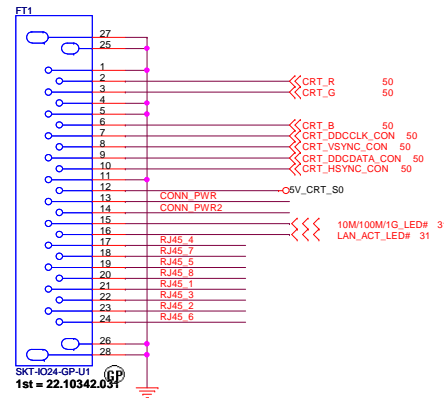 FT1
27
25
1
2 CRT_R 50
3 CRT_G 50
4
5
6 CRT_B 50
7 CRT_DDCCLK_CON 50
8 CRT_VSYNC_CON 50
9 CRT_DDCDATA_CON 50
10 CRT_HSYNC_CON 50
11
12 5V_CRT_S0
13 CONN_PWR
14 CONN_PWR2
15 10M/100M/1G_LED# 3
16 LAN_ACT_LED# 31
17 RJ45_4
18 RJ45_7
19 RJ45_5
20 RJ45_8
21 RJ45_1
22 RJ45_3
23 RJ45_2
24 RJ45_6
26
28
SKT-IO24-GP-U1
GP
1st = 22.10342.031